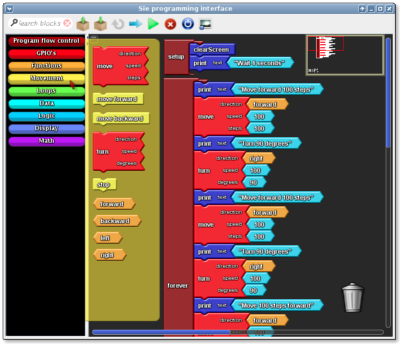 Sie programming interface
Search blocks
Program flow control
GPIO's
Functions
Movement
Loops
Data
Logic
Display
Math
move
direction
speed
steps
move forward
move backward
turn
direction
speed
degrees
stop
forward
backward
left
right
setup
clearScreen
print text "Wait 4 seconds"
forever
print text "Move forward 100 steps"
move
direction forward
speed 100
steps 100
print text "Turn 90 degrees"
turn
direction right
speed 100
degrees 90
print text "Move forward 100 steps"
move
direction forward
speed 100
steps 100
print text "Turn 90 degrees"
turn
direction right
speed 100
degrees 90
print text "Move 100 steps forward"
direction forward
speed 100